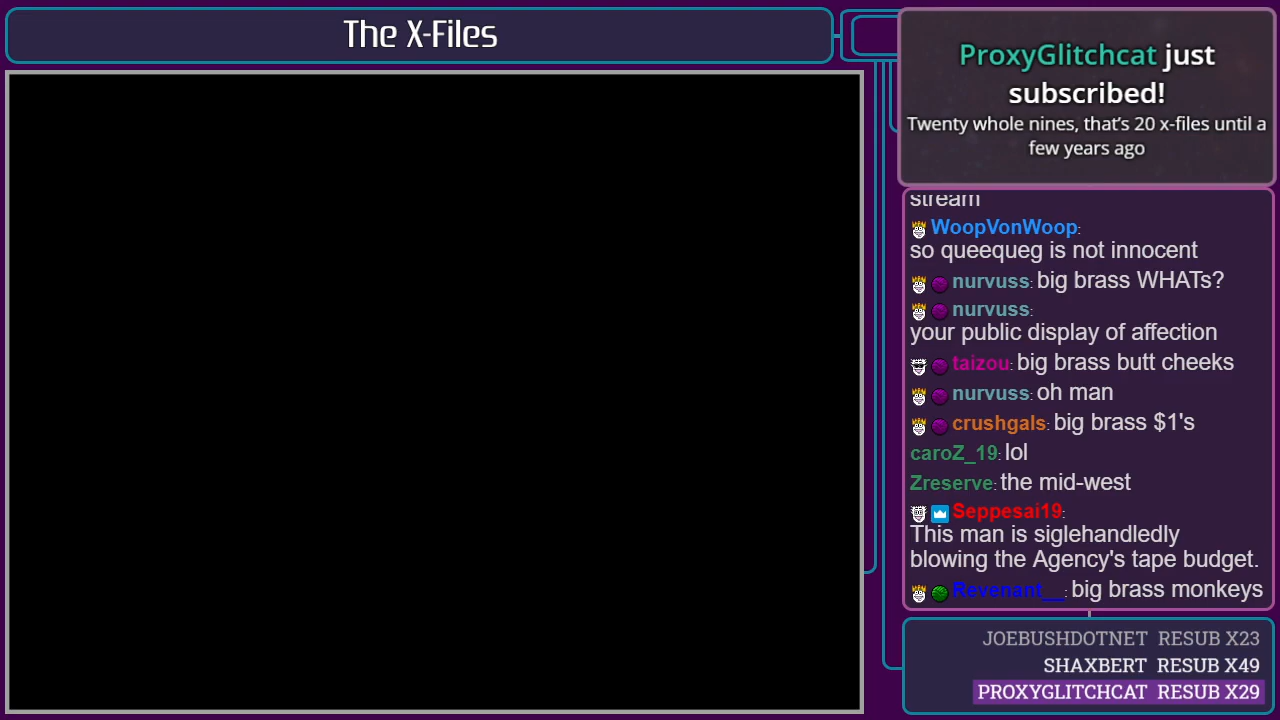 The X-Files
ProxyGlitchcat just
subscribed!
Twenty whole nines, that's 20 x-files until a
few years ago
stream
WoopVonWoop:
so queequeg is not innocent
nurvuss: big brass WHATs?
nurvuss:
your public display of affection
taizou: big brass butt cheeks
nurvuss: oh man
crushgals: big brass $1's
caroZ_19: lol
Zreserve: the mid-west
Seppesai19:
This man is siglehandledly
blowing the Agency's tape budget.
Revenant__: big brass monkeys
JOEBUSHDOTNET RESUB X23
SHAXBERT RESUB X49
PROXYGLITCHCAT RESUB X29